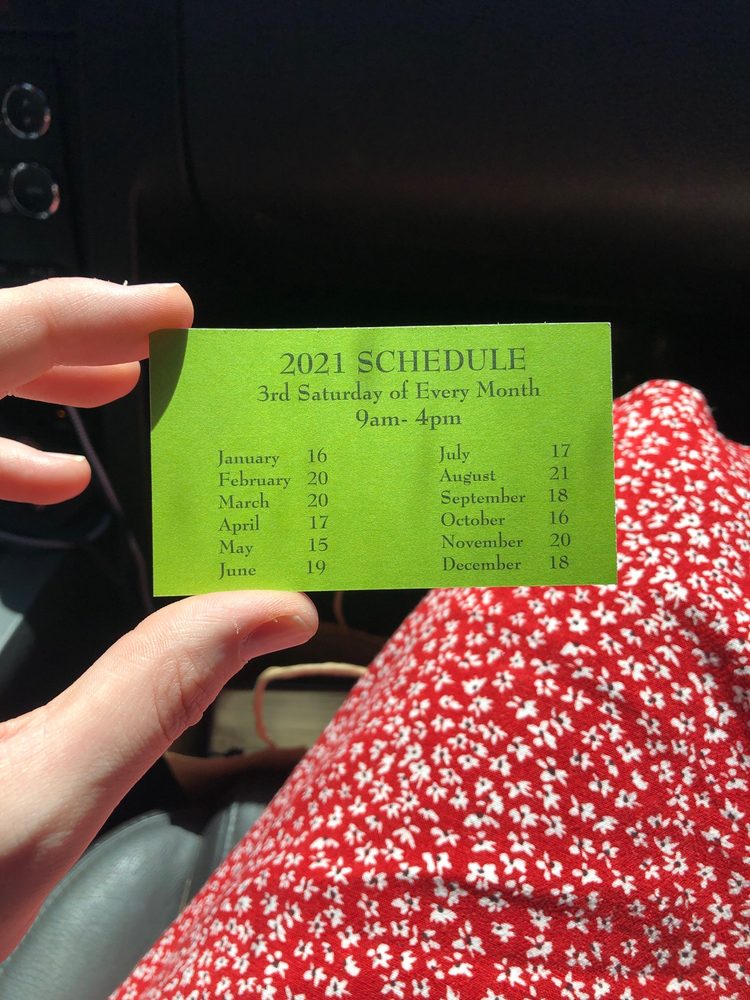 2021 SCHEDULE
3rd Saturday of Every Month
9am- 4pm
January 16
February 20
March 20
April 17
May 15
June 19
July 17
August 21
September 18
October 16
November 20
December 18